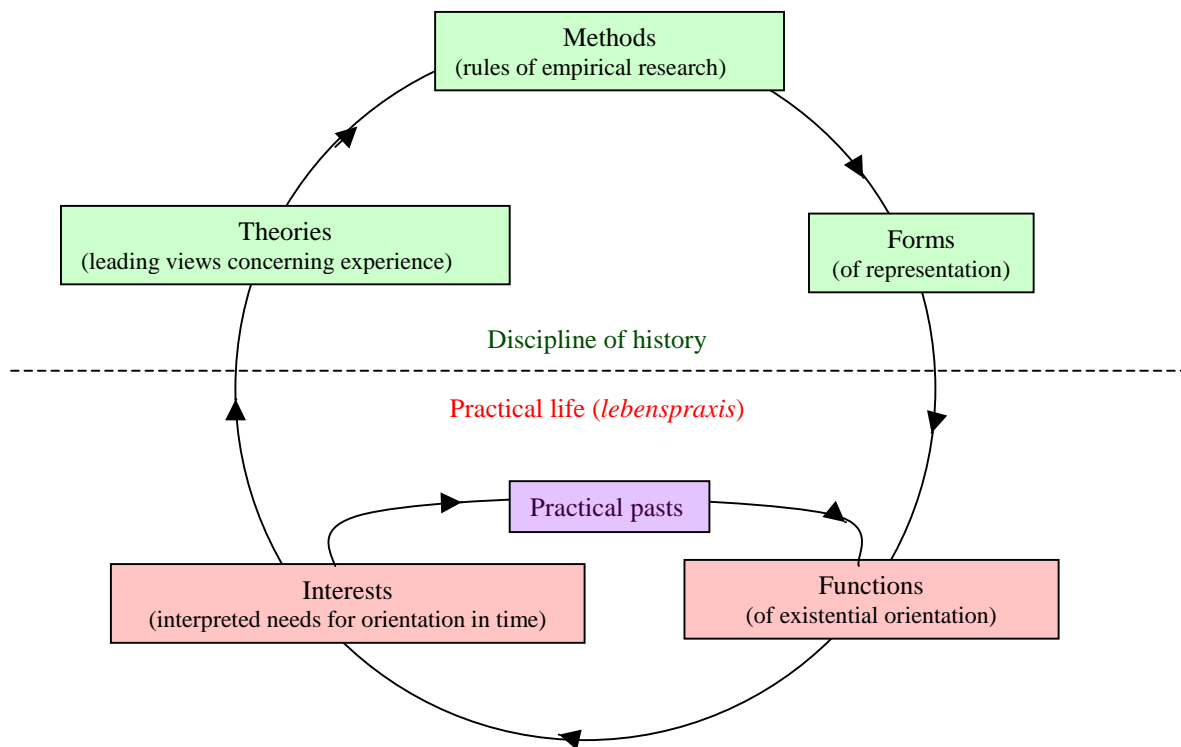 Methods
(rules of empirical research)
Theories
(leading views concerning experience)
Forms
(of representation)
Discipline of history
Practical life (lebenspraxis)
Practical pasts
Interests
(interpreted needs for orientation in time)
Functions
(of existential orientation)